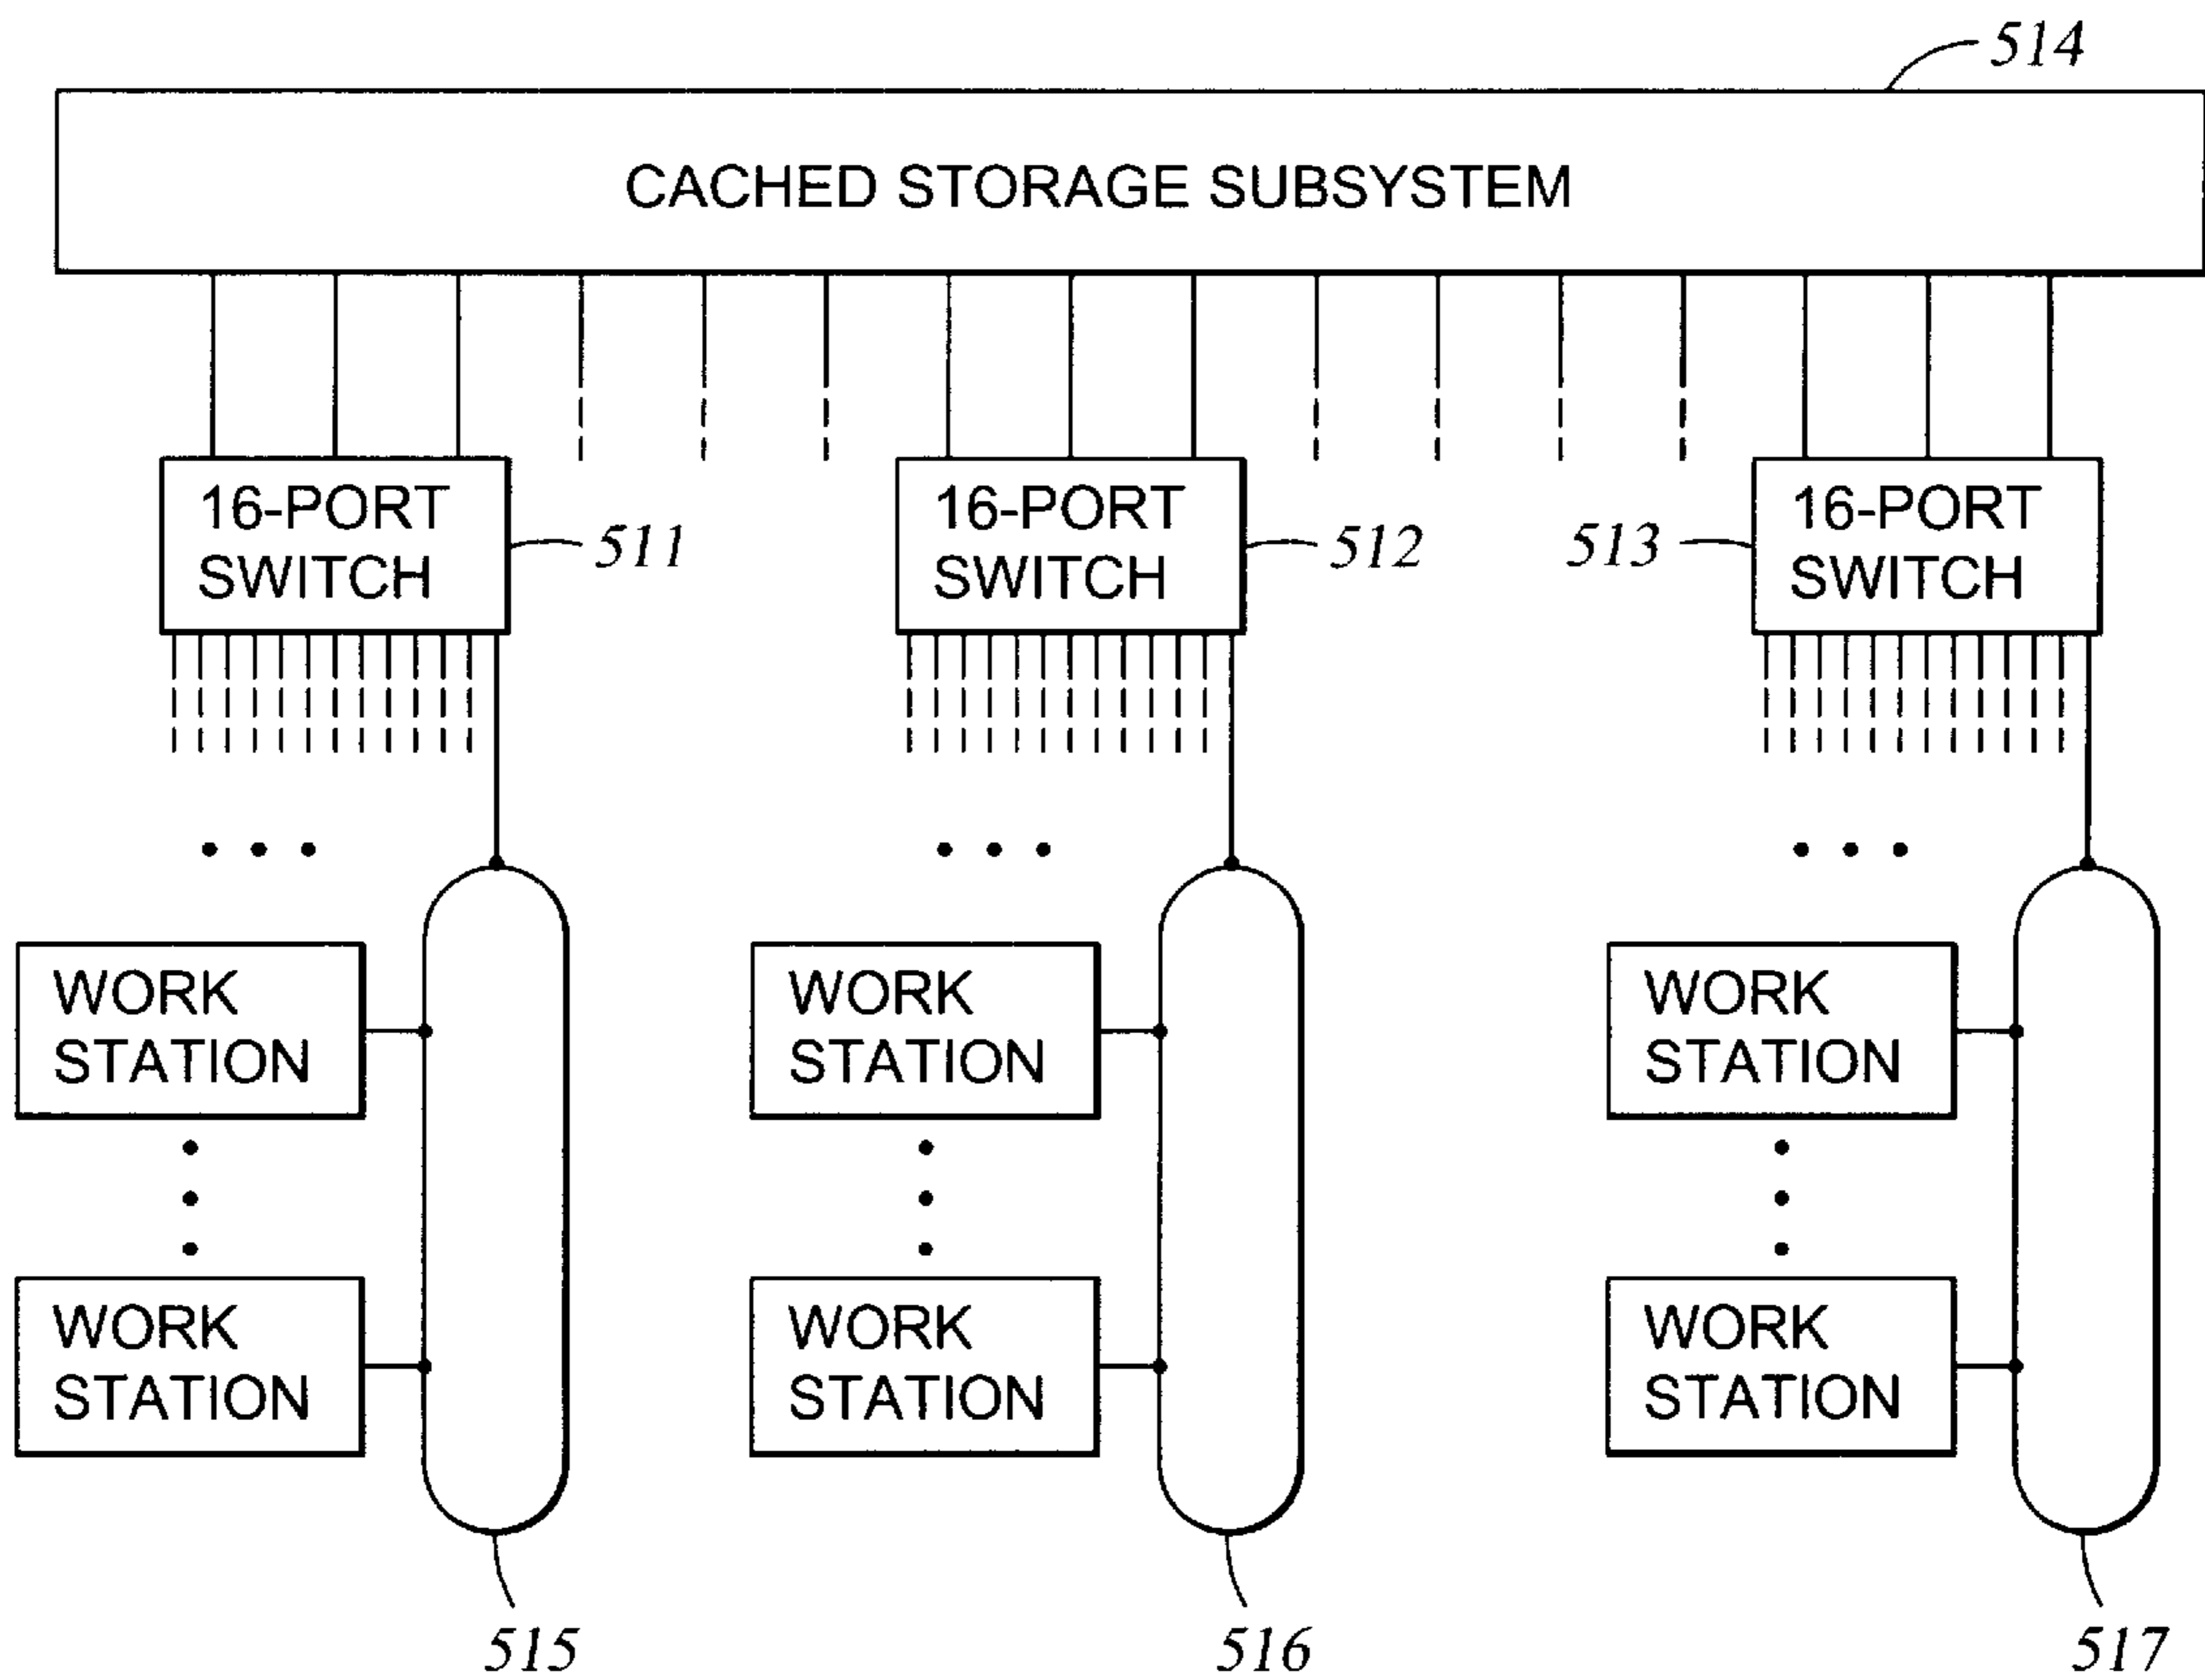 514
CACHED STORAGE SUBSYSTEM
16-PORT
SWITCH
511
16-PORT
SWITCH
512
513
16-PORT
SWITCH
WORK
STATION
WORK
STATION
WORK
STATION
WORK
STATION
WORK
STATION
WORK
STATION
515
516
517